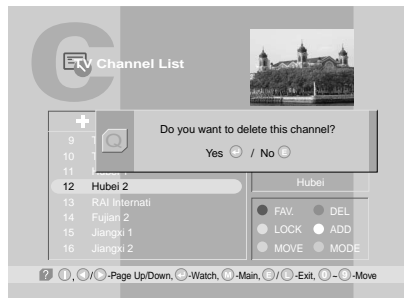 C
TV Channel List
Do you want to delete this channel?
Yes / No E
9 T
10 T
11
12 Hubei 2
13 RAI Internati
14 Fujian 2
15 Jiangxi 1
16 Jiangxi 2
Hubei
FAV. DEL
LOCK ADD
MOVE MODE
? I, / -Page Up/Down, -Watch, M-Main, E/L-Exit, 0~9-Move